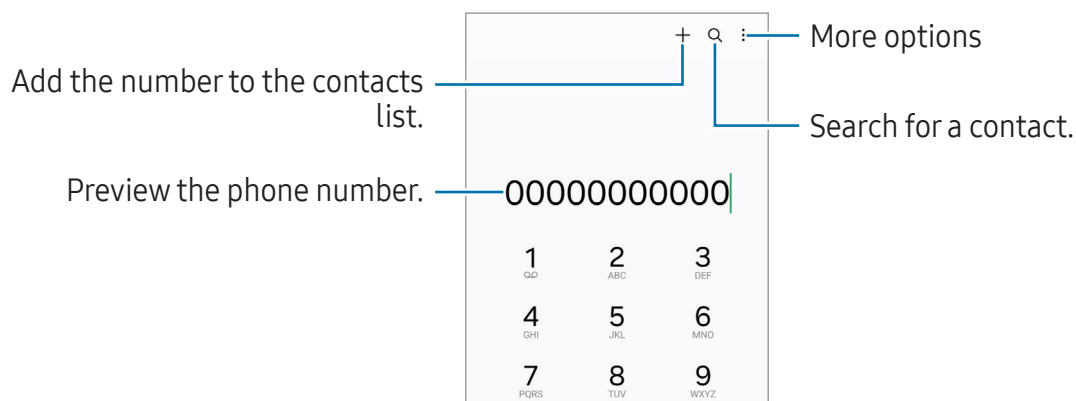 More options
Add the number to the contacts
list.
Search for a contact.
Preview the phone number.
00000000000
1 2 3
ABC DEF
4 5 6
GHI JKL MNO
7 8 9
PQRS TUV WXYZ